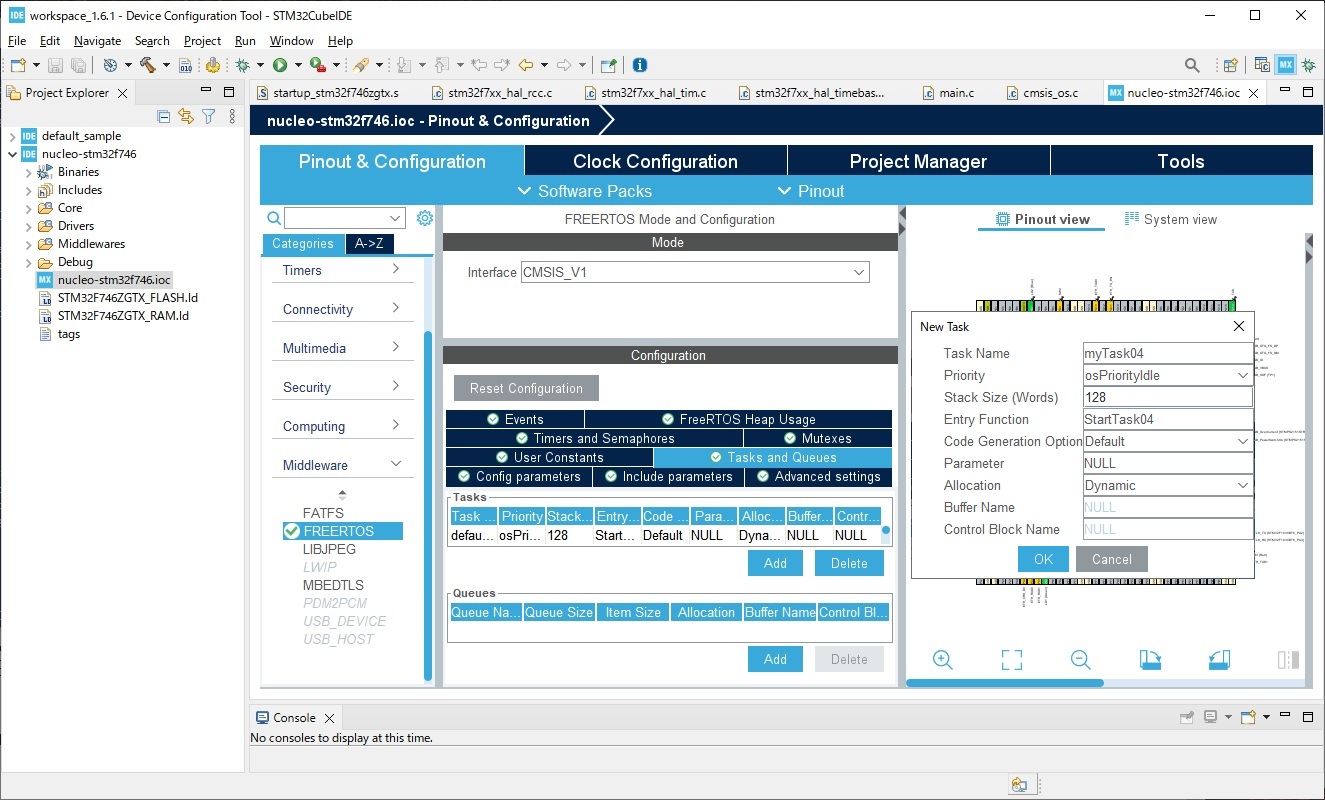 IDE workspace_1.6.1 - Device Configuration Tool - STM32CubeIDE
File Edit Navigate Search Project Run Window Help
Project Explorer
startup_stm32f746zgtx.s stm32f7xx_hal_rcc.c stm32f7xx_hal_tim.c stm32f7xx_hal_timebas... main.c cmsis_os.c MX nucleo-stm32f746.ioc
IDE default_sample
IDE nucleo-stm32f746
Binaries
Includes
Core
Drivers
Middlewares
Debug
MX nucleo-stm32f746.ioc
STM32F746ZGTX_FLASH.ld
STM32F746ZGTX_RAM.ld
tags
nucleo-stm32f746.ioc - Pinout & Configuration
Pinout & Configuration Clock Configuration Project Manager Tools
Software Packs Pinout
Categories A->Z
Timers
Connectivity
Multimedia
Security
Computing
Middleware
FATFS
FREERTOS
LIBJPEG
LWIP
MBEDTLS
PDM2PCM
USB_DEVICE
USB_HOST
FREERTOS Mode and Configuration
Mode
Interface CMSIS_V1
Configuration
Reset Configuration
Events FreeRTOS Heap Usage
Timers and Semaphores Mutexes
User Constants Tasks and Queues
Config parameters Include parameters Advanced settings
Tasks
Task ... Priority Stack... Entry... Code ... Para... Alloc... Buffer... Contr...
defau... osPri... 128 Start... Default NULL Dyna... NULL NULL
Add Delete
Queues
Queue Na... Queue Size Item Size Allocation Buffer Name Control Bl...
Add Delete
Pinout view System view
New Task
Task Name myTask04
Priority osPriorityIdle
Stack Size (Words) 128
Entry Function StartTask04
Code Generation Option Default
Parameter NULL
Allocation Dynamic
Buffer Name NULL
Control Block Name NULL
OK Cancel
Console
No consoles to display at this time.